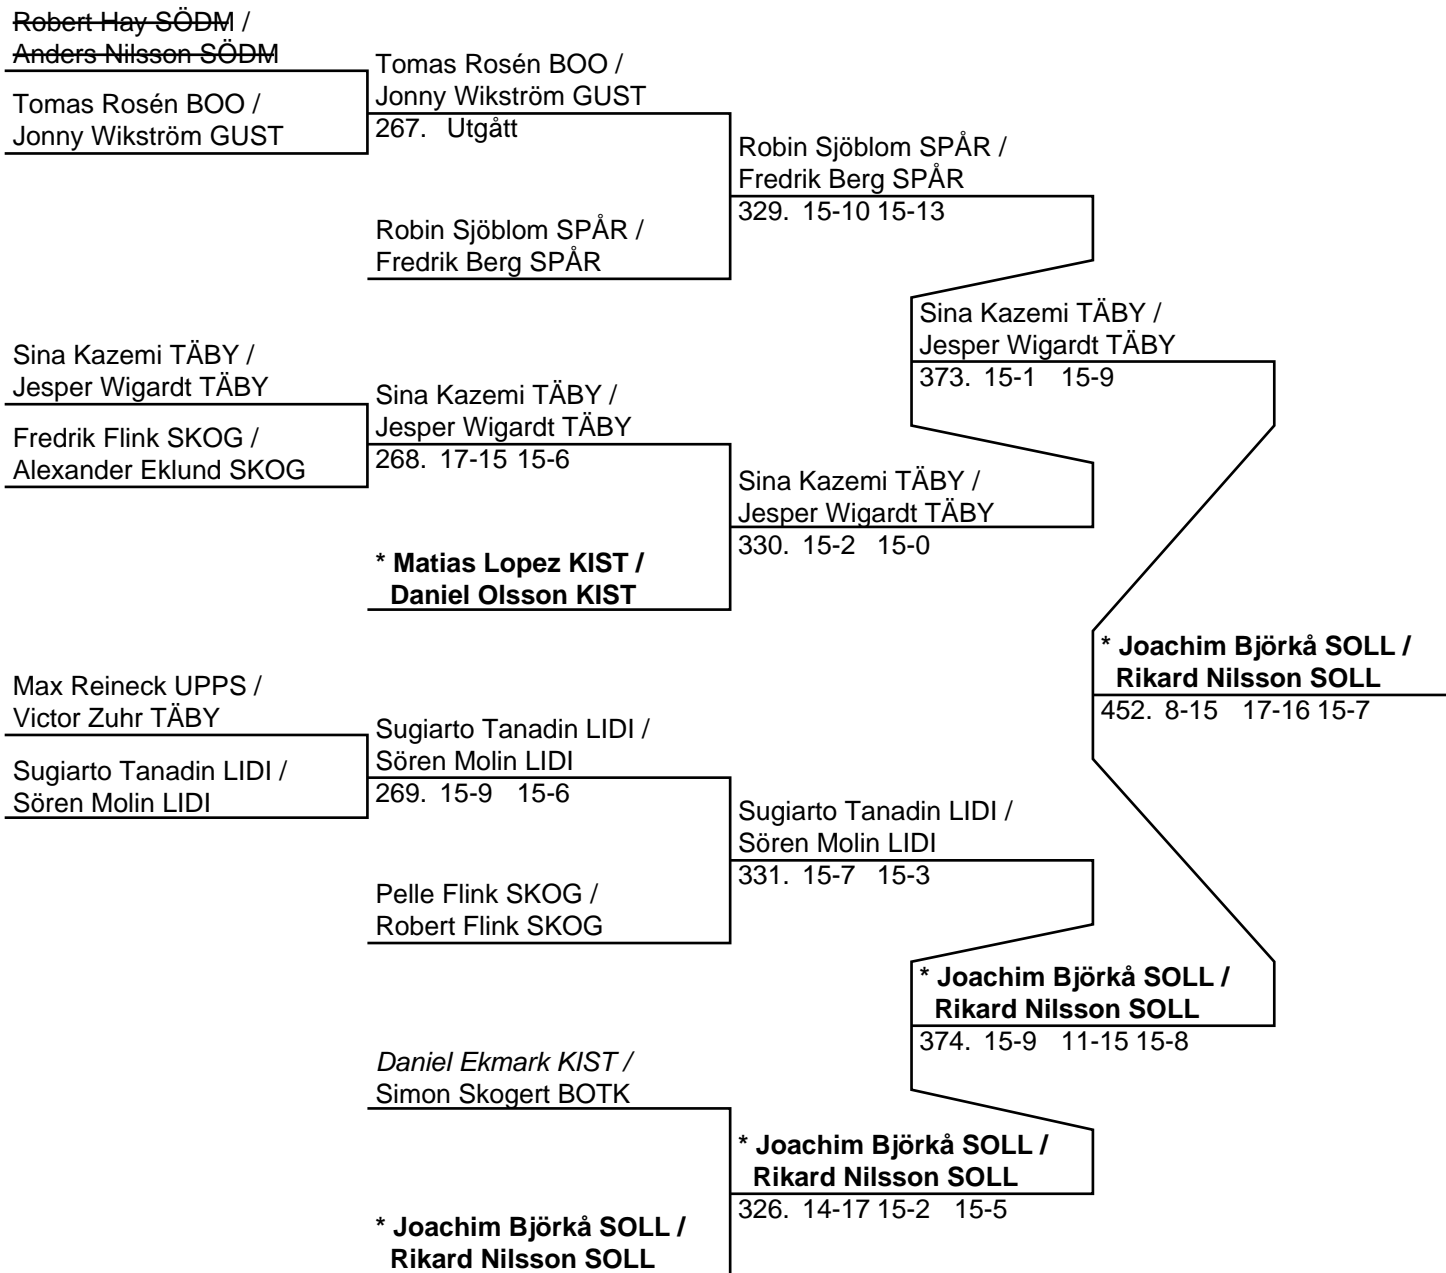 Robert Hay SÖDM /
Anders Nilsson SÖDM
Tomas Rosén BOO /
Jonny Wikström GUST
Tomas Rosén BOO /
Jonny Wikström GUST
267. Utgått
Robin Sjöblom SPÅR /
Fredrik Berg SPÅR
Robin Sjöblom SPÅR /
Fredrik Berg SPÅR
329. 15-10 15-13
Sina Kazemi TÄBY /
Jesper Wigardt TÄBY
Fredrik Flink SKOG /
Alexander Eklund SKOG
Sina Kazemi TÄBY /
Jesper Wigardt TÄBY
268. 17-15 15-6
* Matias Lopez KIST /
Daniel Olsson KIST
Sina Kazemi TÄBY /
Jesper Wigardt TÄBY
330. 15-2 15-0
Sina Kazemi TÄBY /
Jesper Wigardt TÄBY
373. 15-1 15-9
Max Reineck UPPS /
Victor Zuhr TÄBY
Sugiarto Tanadin LIDI /
Sören Molin LIDI
Sugiarto Tanadin LIDI /
Sören Molin LIDI
269. 15-9 15-6
Pelle Flink SKOG /
Robert Flink SKOG
Sugiarto Tanadin LIDI /
Sören Molin LIDI
331. 15-7 15-3
Daniel Ekmark KIST /
Simon Skogert BOTK
* Joachim Björkå SOLL /
Rikard Nilsson SOLL
* Joachim Björkå SOLL /
Rikard Nilsson SOLL
326. 14-17 15-2 15-5
* Joachim Björkå SOLL /
Rikard Nilsson SOLL
374. 15-9 11-15 15-8
* Joachim Björkå SOLL /
Rikard Nilsson SOLL
452. 8-15 17-16 15-7